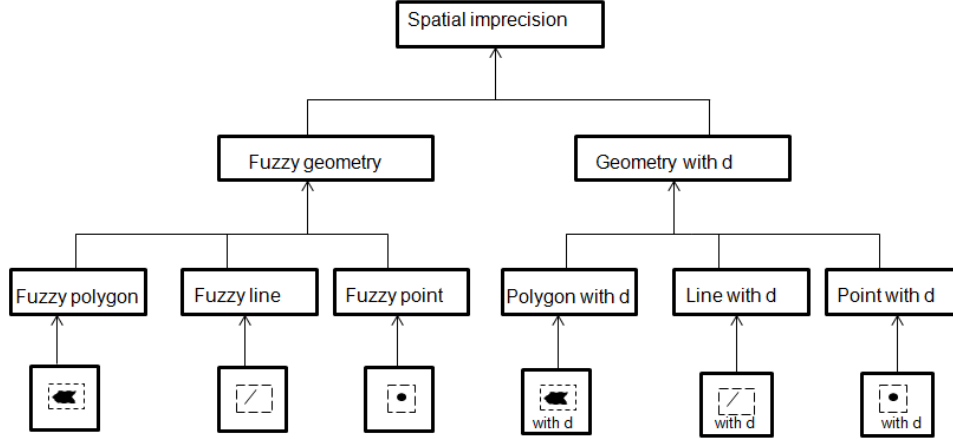 Spatial imprecision
Fuzzy geometry
Geometry with d
Fuzzy polygon
Fuzzy line
Fuzzy point
Polygon with d
Line with d
Point with d
with d
with d
with d